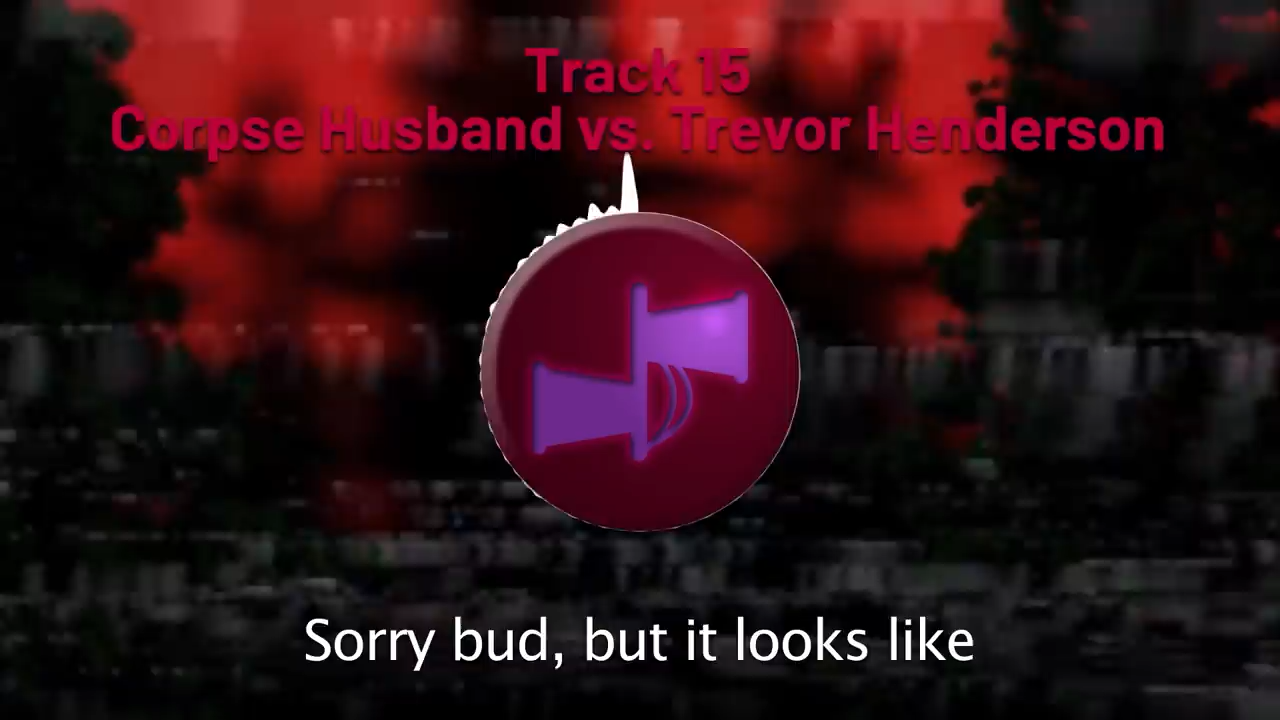 Track 15
Corpse Husband vs. Trevor Henderson
Sorry bud, but it looks like